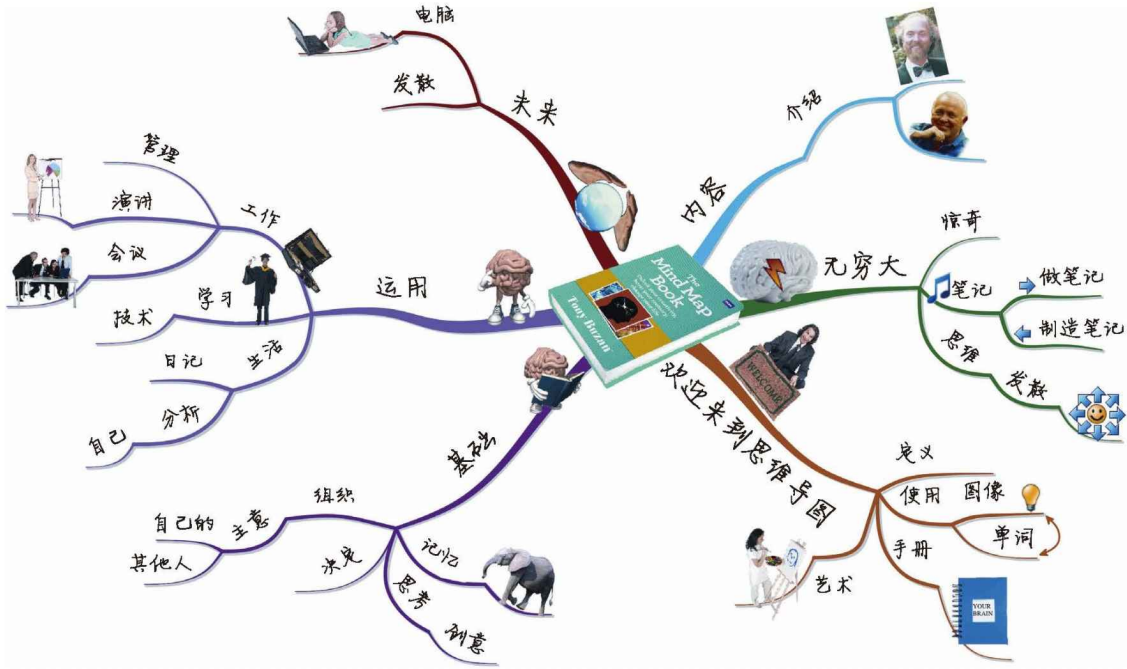 The
Mind Map
Book
Tony Buzan
内容
介绍
无穷大
惊奇
笔记
做笔记
制造笔记
思维
发散
欢迎来到思维导图
WELCOME
定义
使用
图像
单词
手册
YOUR
BRAIN
艺术
基础
记忆
思考
创意
决定
组织
主意
自己的
其他人
运用
工作
管理
演讲
会议
学习
技术
生活
日记
分析
自己
未来
电脑
发散